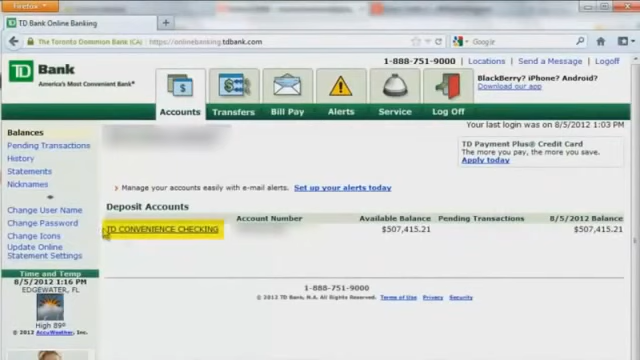 Firefox
TD Bank Online Banking
The Toronto Dominion Bank (CA) https://onlinebanking.tdbank.com
Google
TD Bank
America's Most Convenient Bank®
1-888-751-9000 | Locations | Send a Message | Logoff
Accounts
Transfers
Bill Pay
Alerts
Service
Log Off
BlackBerry? iPhone? Android?
Download our app
Your last login was on 8/5/2012 1:03 PM
Balances
Pending Transactions
History
Statements
Nicknames
Change User Name
Change Password
Change Icons
Update Online
Statement Settings
Time and Temp
8/5/2012 1:16 PM
EDGEWATER, FL
High 89°
© 2012 AccuWeather, Inc.
TD Payment Plus® Credit Card
The more you pay, the more you save.
Apply today
Manage your accounts easily with e-mail alerts. Set up your alerts today
Deposit Accounts
Account Number Available Balance Pending Transactions 8/5/2012 Balance
TD CONVENIENCE CHECKING $507,415.21 $507,415.21
1-888-751-9000
© 2012 TD Bank, N.A. All Rights Reserved. Terms of Use Privacy Security